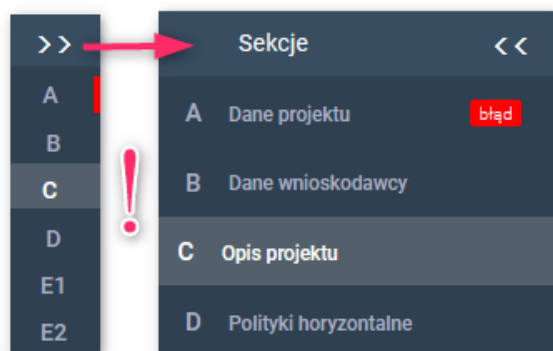 >>
A
B
C
D
E1
E2
Sekcje <<
A Dane projektu błąd
B Dane wnioskodawcy
C Opis projektu
D Polityki horyzontalne